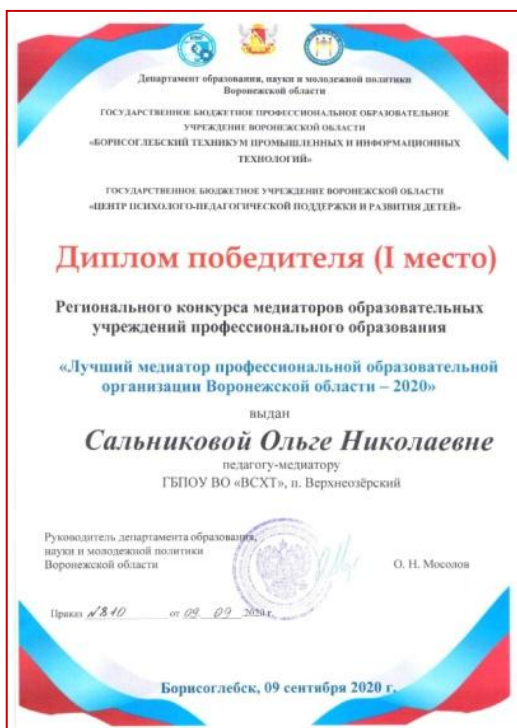 Департамент образования, науки и молодежной политики
Воронежской области
ГОСУДАРСТВЕННОЕ БЮДЖЕТНОЕ ПРОФЕССИОНАЛЬНОЕ ОБРАЗОВАТЕЛЬНОЕ
УЧРЕЖДЕНИЕ ВОРОНЕЖСКОЙ ОБЛАСТИ
«БОРИСОГЛЕБСКИЙ ТЕХНИКУМ ПРОМЫШЛЕННЫХ И ИНФОРМАЦИОННЫХ
ТЕХНОЛОГИЙ»
ГОСУДАРСТВЕННОЕ БЮДЖЕТНОЕ УЧРЕЖДЕНИЕ ВОРОНЕЖСКОЙ ОБЛАСТИ
«ЦЕНТР ПСИХОЛОГО-ПЕДАГОГИЧЕСКОЙ ПОДДЕРЖКИ И РАЗВИТИЯ ДЕТЕЙ»
Диплом победителя (I место)
Регионального конкурса медиаторов образовательных
учреждений профессионального образования
«Лучший медиатор профессиональной образовательной
организации Воронежской области – 2020»
выдан
Сальниковой Ольге Николаевне
педагогу-медиатору
ГБПОУ ВО «ВСХТ», п. Верхнеозёрский
Руководитель департамента образования,
науки и молодежной политики
Воронежской области
О. Н. Мосолов
Приказ №810 от 09 09 2020 г.
Борисоглебск, 09 сентября 2020 г.